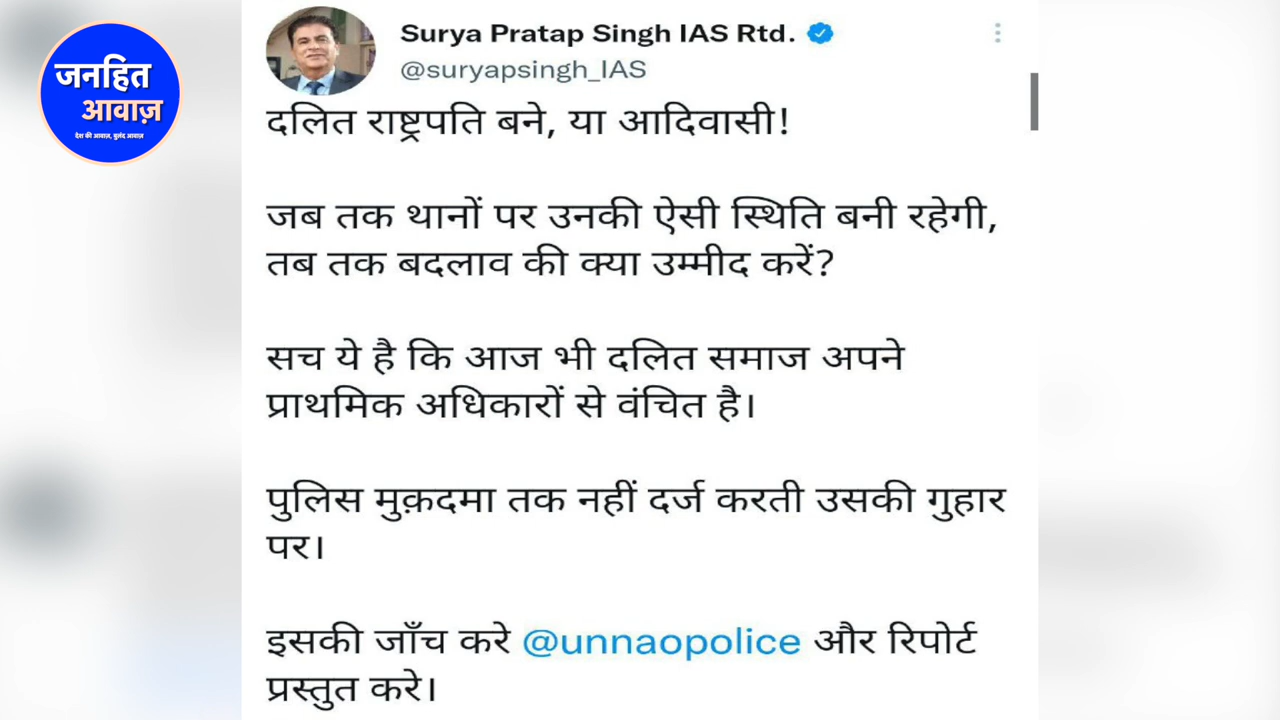 जनहित
आवाज़
देश की आवाज़, बुलंद आवाज़
Surya Pratap Singh IAS Rtd.
@suryapsingh_IAS
दलित राष्ट्रपति बने, या आदिवासी!
जब तक थानों पर उनकी ऐसी स्थिति बनी रहेगी,
तब तक बदलाव की क्या उम्मीद करें?
सच ये है कि आज भी दलित समाज अपने
प्राथमिक अधिकारों से वंचित है।
पुलिस मुक़दमा तक नहीं दर्ज करती उसकी गुहार
पर।
इसकी जाँच करे @unnaopolice और रिपोर्ट
प्रस्तुत करे।